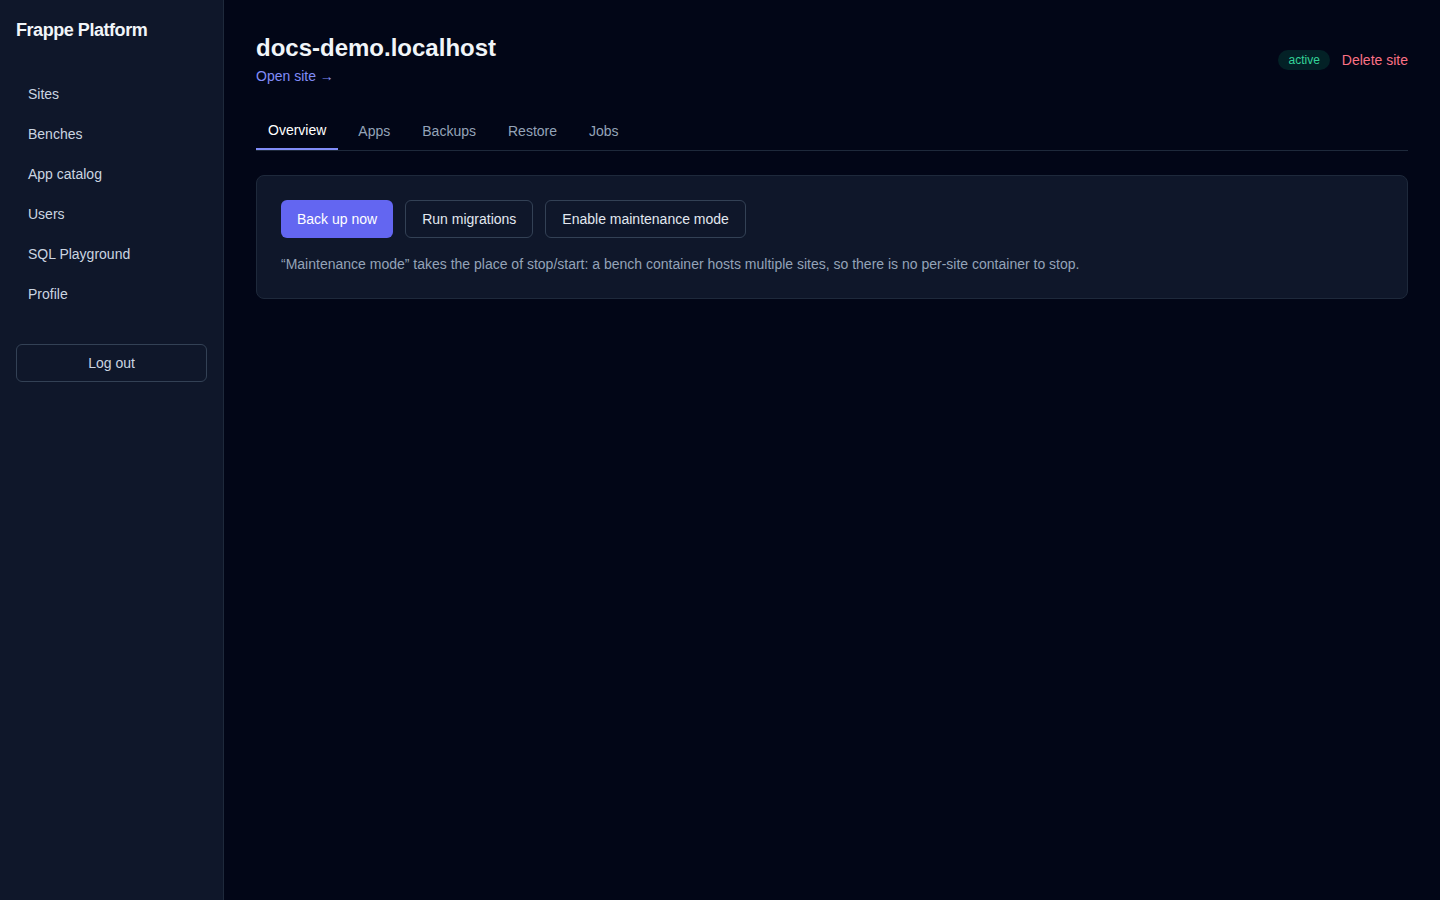 Frappe Platform
Sites
Benches
App catalog
Users
SQL Playground
Profile
Log out
docs-demo.localhost
Open site →
active
Delete site
Overview
Apps
Backups
Restore
Jobs
Back up now
Run migrations
Enable maintenance mode
“Maintenance mode” takes the place of stop/start: a bench container hosts multiple sites, so there is no per-site container to stop.